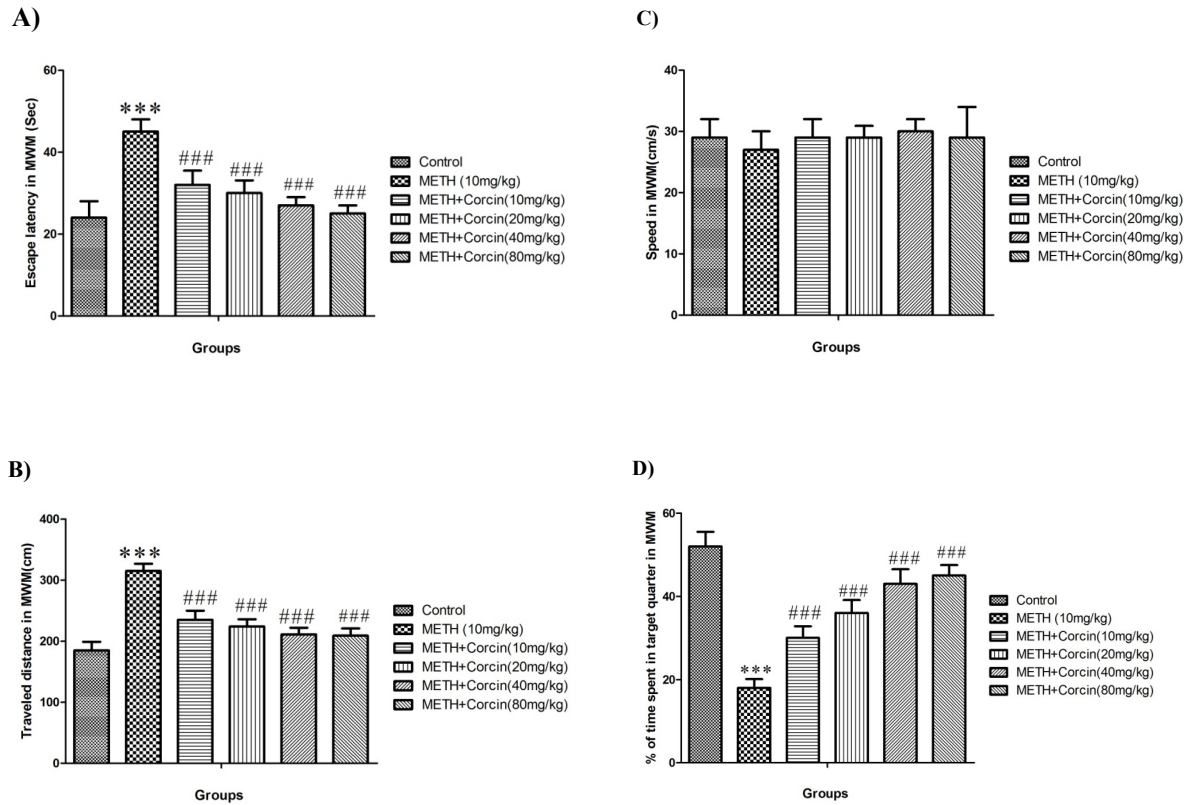 A)
60
40
20
0
Escape latency in MWM (Sec)
***
###
###
###
###
Groups
Control
METH (10mg/kg)
METH+Corcin(10mg/kg)
METH+Corcin(20mg/kg)
METH+Corcin(40mg/kg)
METH+Corcin(80mg/kg)
C)
40
30
20
10
0
Speed in MWM(cm/s)
Groups
Control
METH (10mg/kg)
METH+Corcin(10mg/kg)
METH+Corcin(20mg/kg)
METH+Corcin(40mg/kg)
METH+Corcin(80mg/kg)
B)
400
300
200
100
0
Traveled distance in MWM(cm)
***
###
###
###
###
Groups
Control
METH (10mg/kg)
METH+Corcin(10mg/kg)
METH+Corcin(20mg/kg)
METH+Corcin(40mg/kg)
METH+Corcin(80mg/kg)
D)
60
40
20
0
% of time spent in target quarter in MWM
***
###
###
###
###
Groups
Control
METH (10mg/kg)
METH+Corcin(10mg/kg)
METH+Corcin(20mg/kg)
METH+Corcin(40mg/kg)
METH+Corcin(80mg/kg)